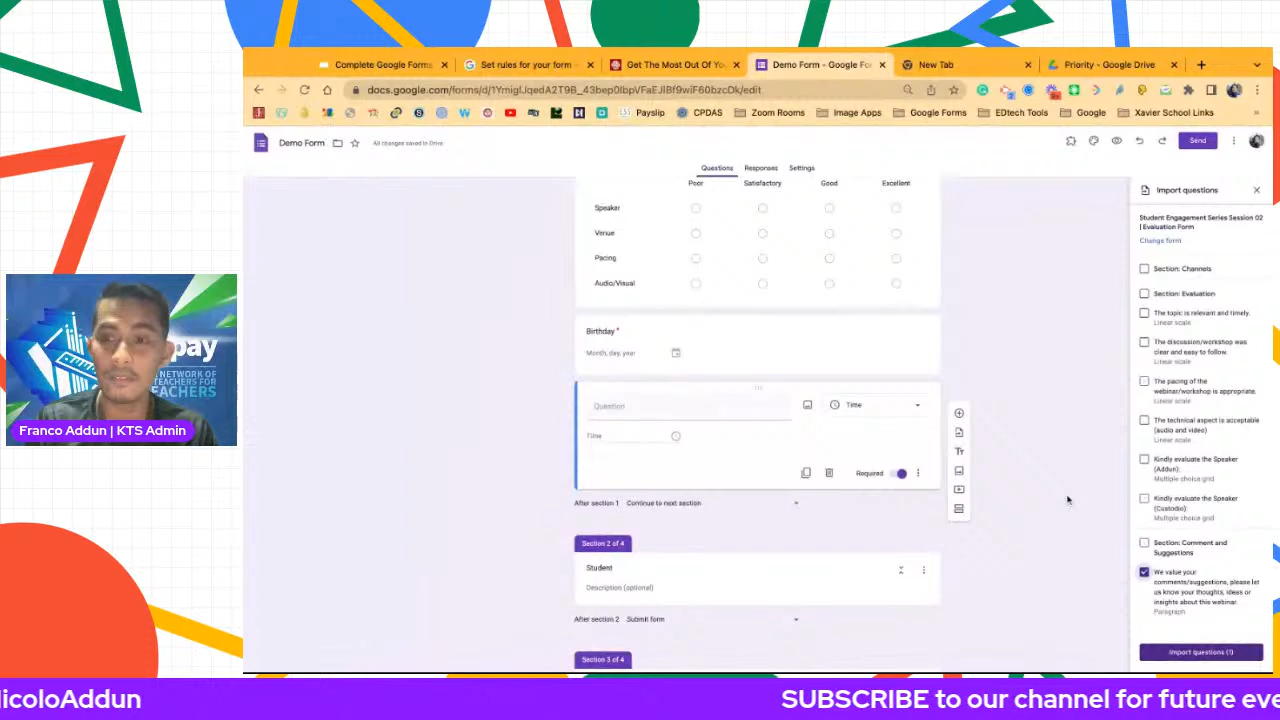 Complete Google Forms
Set rules for your form -
Get The Most Out Of Yo
Demo Form - Google Fo
New Tab
Priority - Google Drive
docs.google.com/forms/d/
/edit
Payslip
CPDAS
Zoom Rooms
Image Apps
Google Forms
EDtech Tools
Google
Xavier School Links
Demo Form
All changes saved in Drive
Send
Questions
Responses
Settings
Poor
Satisfactory
Good
Excellent
Speaker
Venue
Pacing
Audio/Visual
Birthday *
Month, day, year
Question
Time
Time
Required
After section 1 Continue to next section
Section 2 of 4
Student
Description (optional)
After section 2 Submit form
Section 3 of 4
Import questions
Student Engagement Series Session 02
| Evaluation Form
Change form
Section: Channels
Section: Evaluation
The topic is relevant and timely.
Linear scale
The discussion/workshop was
clear and easy to follow.
Linear scale
The pacing of the
webinar/workshop is appropriate.
Linear scale
The technical aspect is acceptable
(audio and video)
Linear scale
Kindly evaluate the Speaker
(Addun):
Multiple choice grid
Kindly evaluate the Speaker
(Custodio):
Multiple choice grid
Section: Comment and
Suggestions
We value your
comments/suggestions, please let
us know your thoughts, ideas or
insights about this webinar.
Paragraph
Import questions (1)
pay
NETWORK OF
TEACHERS FOR
TEACHERS
Franco Addun | KTS Admin
icoloAddun
SUBSCRIBE to our channel for future eve